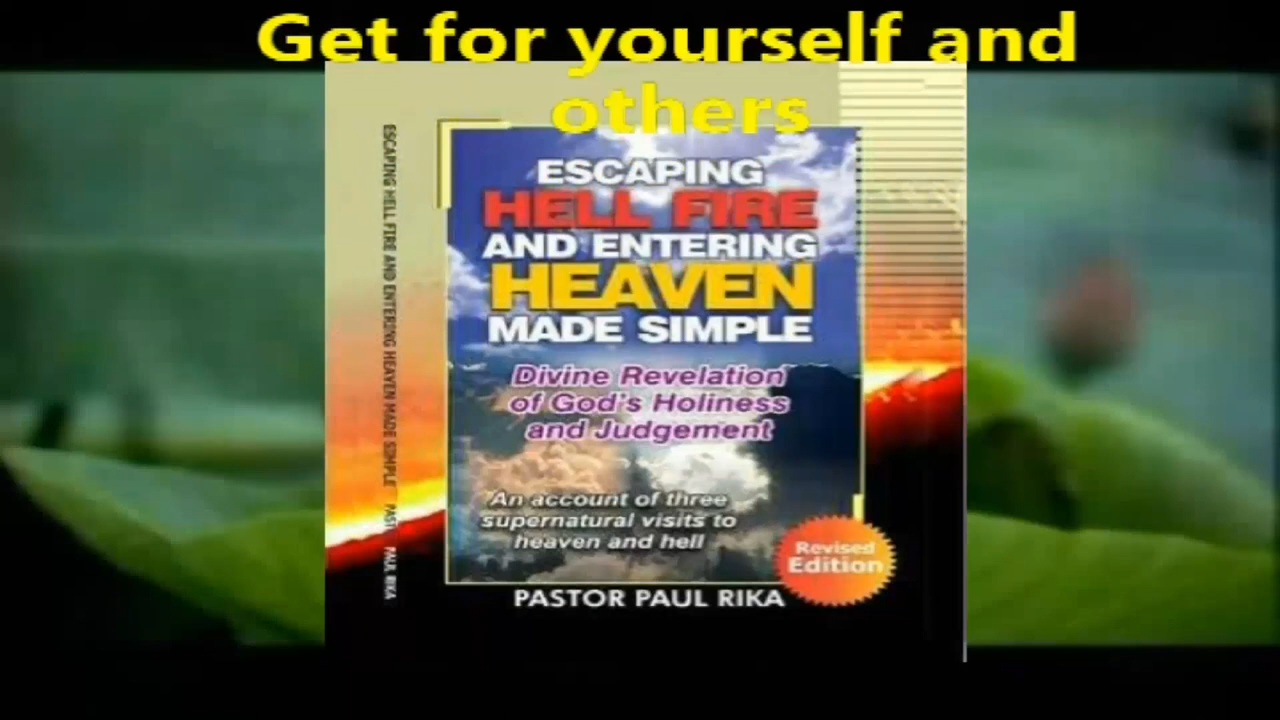 Get for yourself and
others
ESCAPING
HELL FIRE
AND ENTERING
HEAVEN
MADE SIMPLE
Divine Revelation
of God's Holiness
and Judgement
An account of three
supernatural visits to
heaven and hell
Revised
Edition
PASTOR PAUL RIKA
ESCAPING HELL FIRE AND ENTERING HEAVEN MADE SIMPLE PAST PAUL RIKA